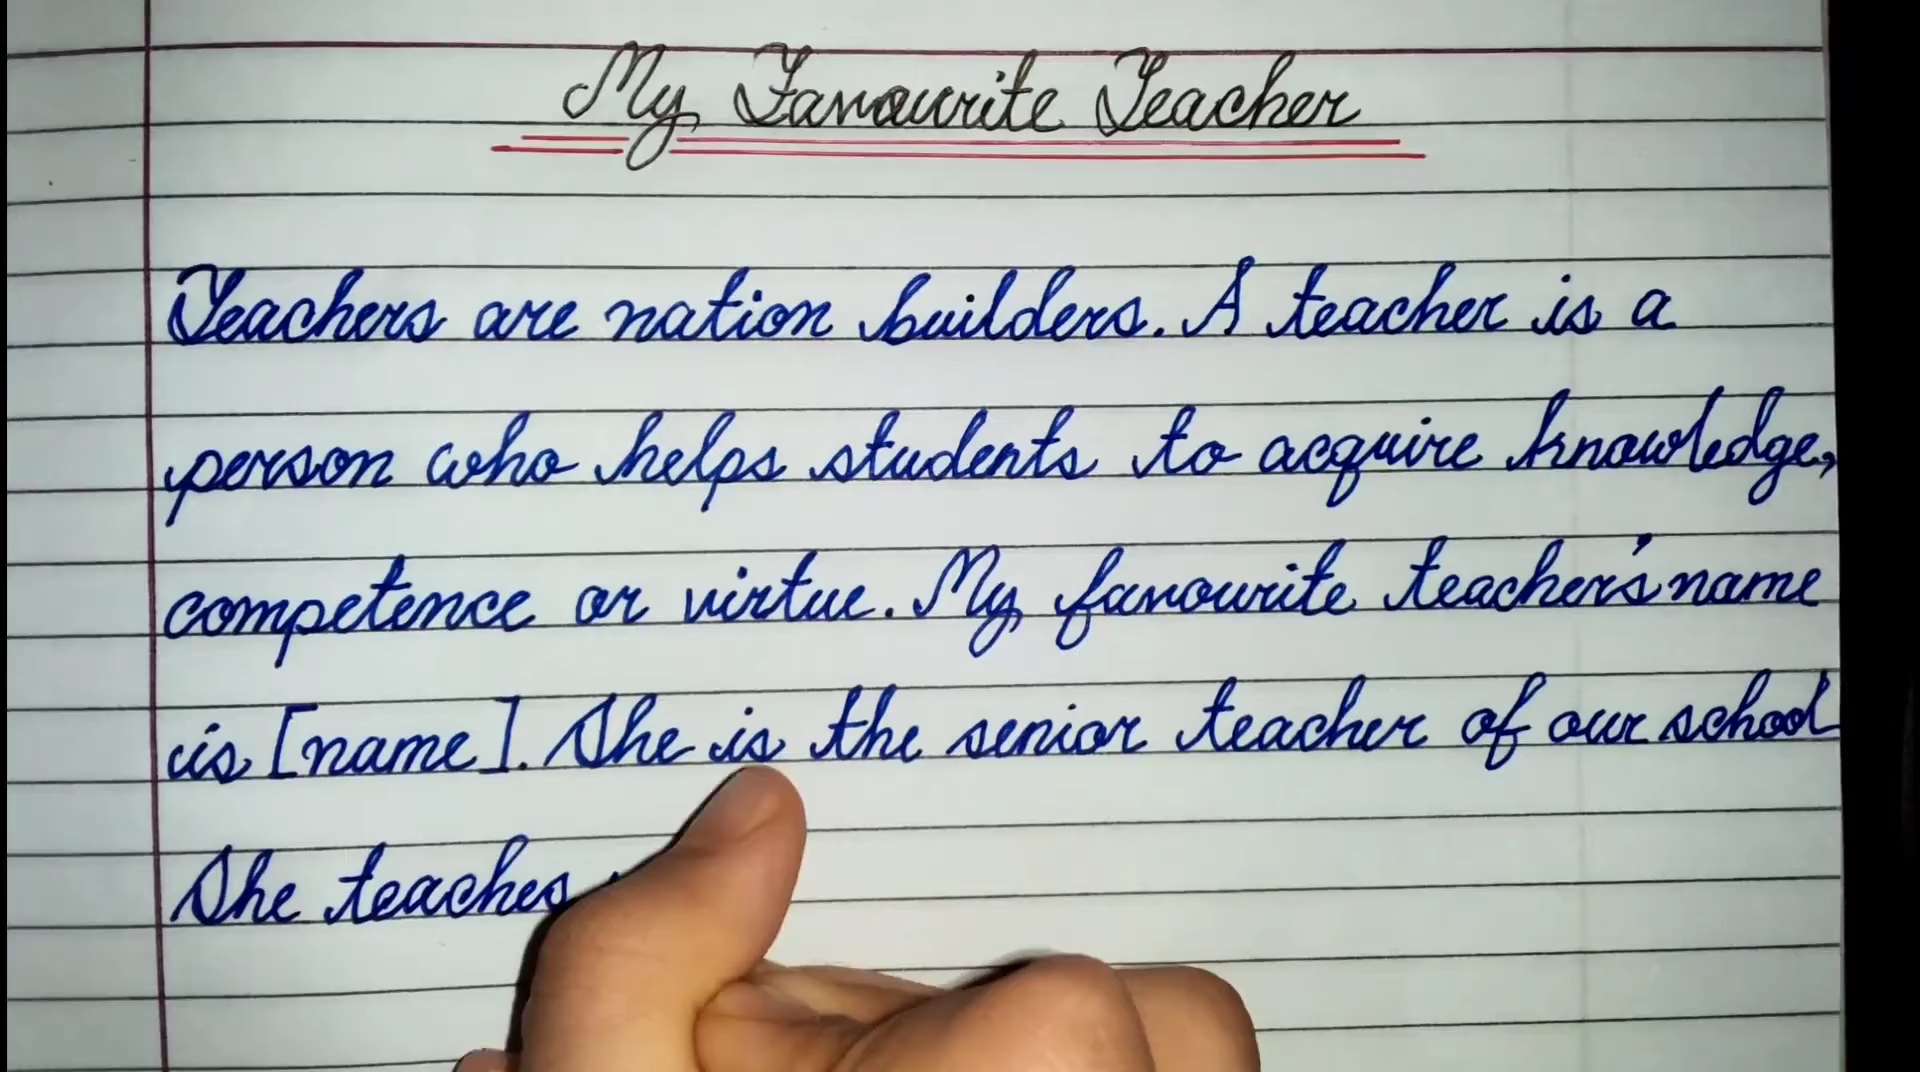 My Favourite Teacher
Teachers are nation builders. A teacher is a
person who helps students to acquire knowledge,
competence or virtue. My favourite teacher's name
is [name]. She is the senior teacher of our school
She teaches